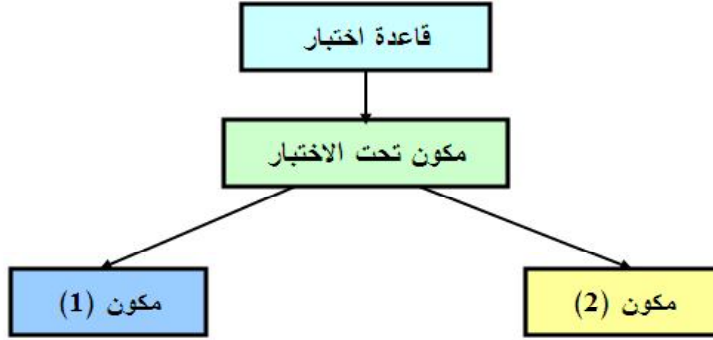 قاعدة اختبار
مكون تحت الاختبار
مكون (2)
مكون (1)